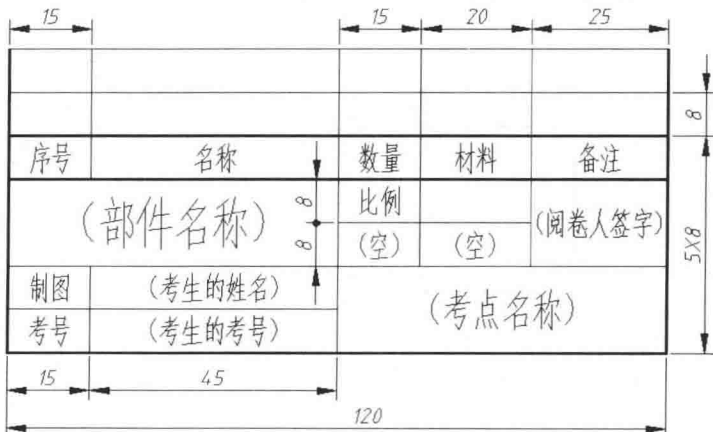 15 15 20 25
8
序号 名称 数量 材料 备注
(部件名称) 8 比例 (阅卷人签字)
8 (空) (空) 5X8
制图 (考生的姓名) (考点名称)
考号 (考生的考号)
15 45
120